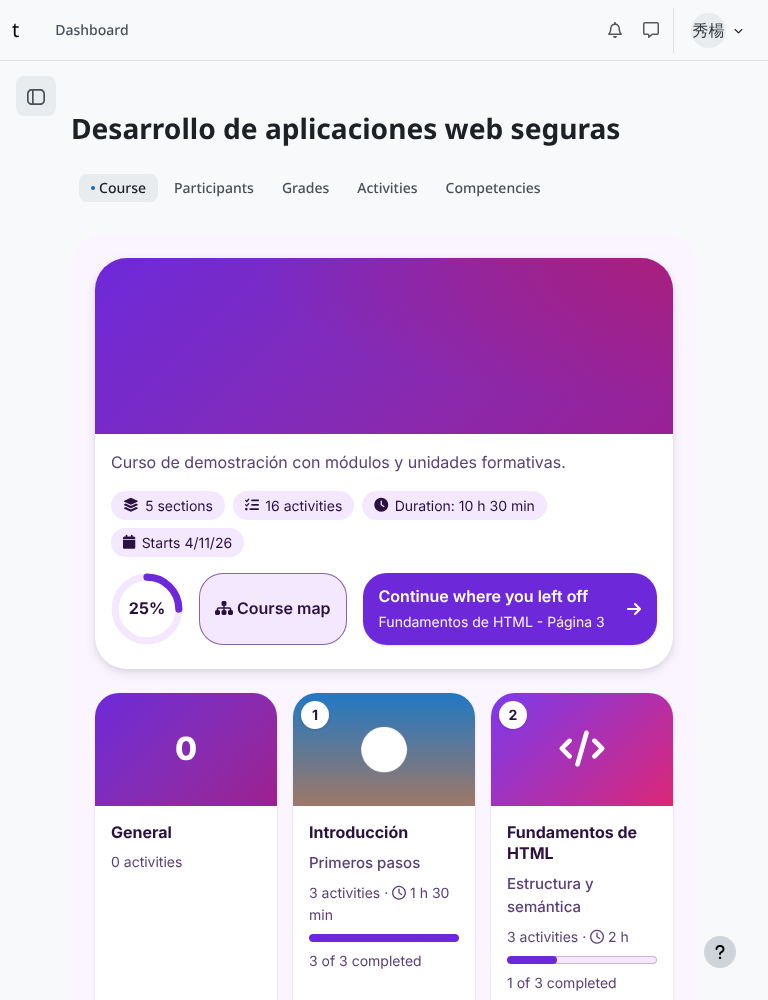 t
Dashboard
秀楊
Desarrollo de aplicaciones web seguras
Course
Participants
Grades
Activities
Competencies
Curso de demostración con módulos y unidades formativas.
5 sections
16 activities
Duration: 10 h 30 min
Starts 4/11/26
25%
Course map
Continue where you left off
Fundamentos de HTML - Página 3
0
General
0 activities
1
Introducción
Primeros pasos
3 activities · 1 h 30
min
3 of 3 completed
2
</>
Fundamentos de
HTML
Estructura y
semántica
3 activities · 2 h
1 of 3 completed
?